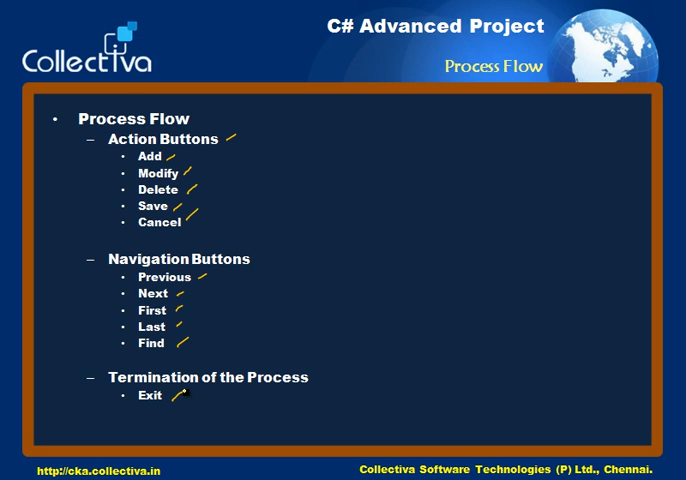 Collectiva
C# Advanced Project
Process Flow
• Process Flow
– Action Buttons
• Add
• Modify
• Delete
• Save
• Cancel
– Navigation Buttons
• Previous
• Next
• First
• Last
• Find
– Termination of the Process
• Exit
http://cka.collectiva.in
Collectiva Software Technologies (P) Ltd., Chennai.